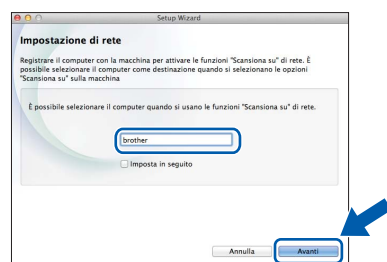 Setup Wizard
Impostazione di rete
Registrare il computer con la macchina per attivare le funzioni "Scansiona su" di rete. È
possibile selezionare il computer come destinazione quando si selezionano le opzioni
"Scansiona su" sulla macchina
È possibile selezionare il computer quando si usano le funzioni "Scansiona su" di rete.
brother
Imposta in seguito
Annulla
Avanti